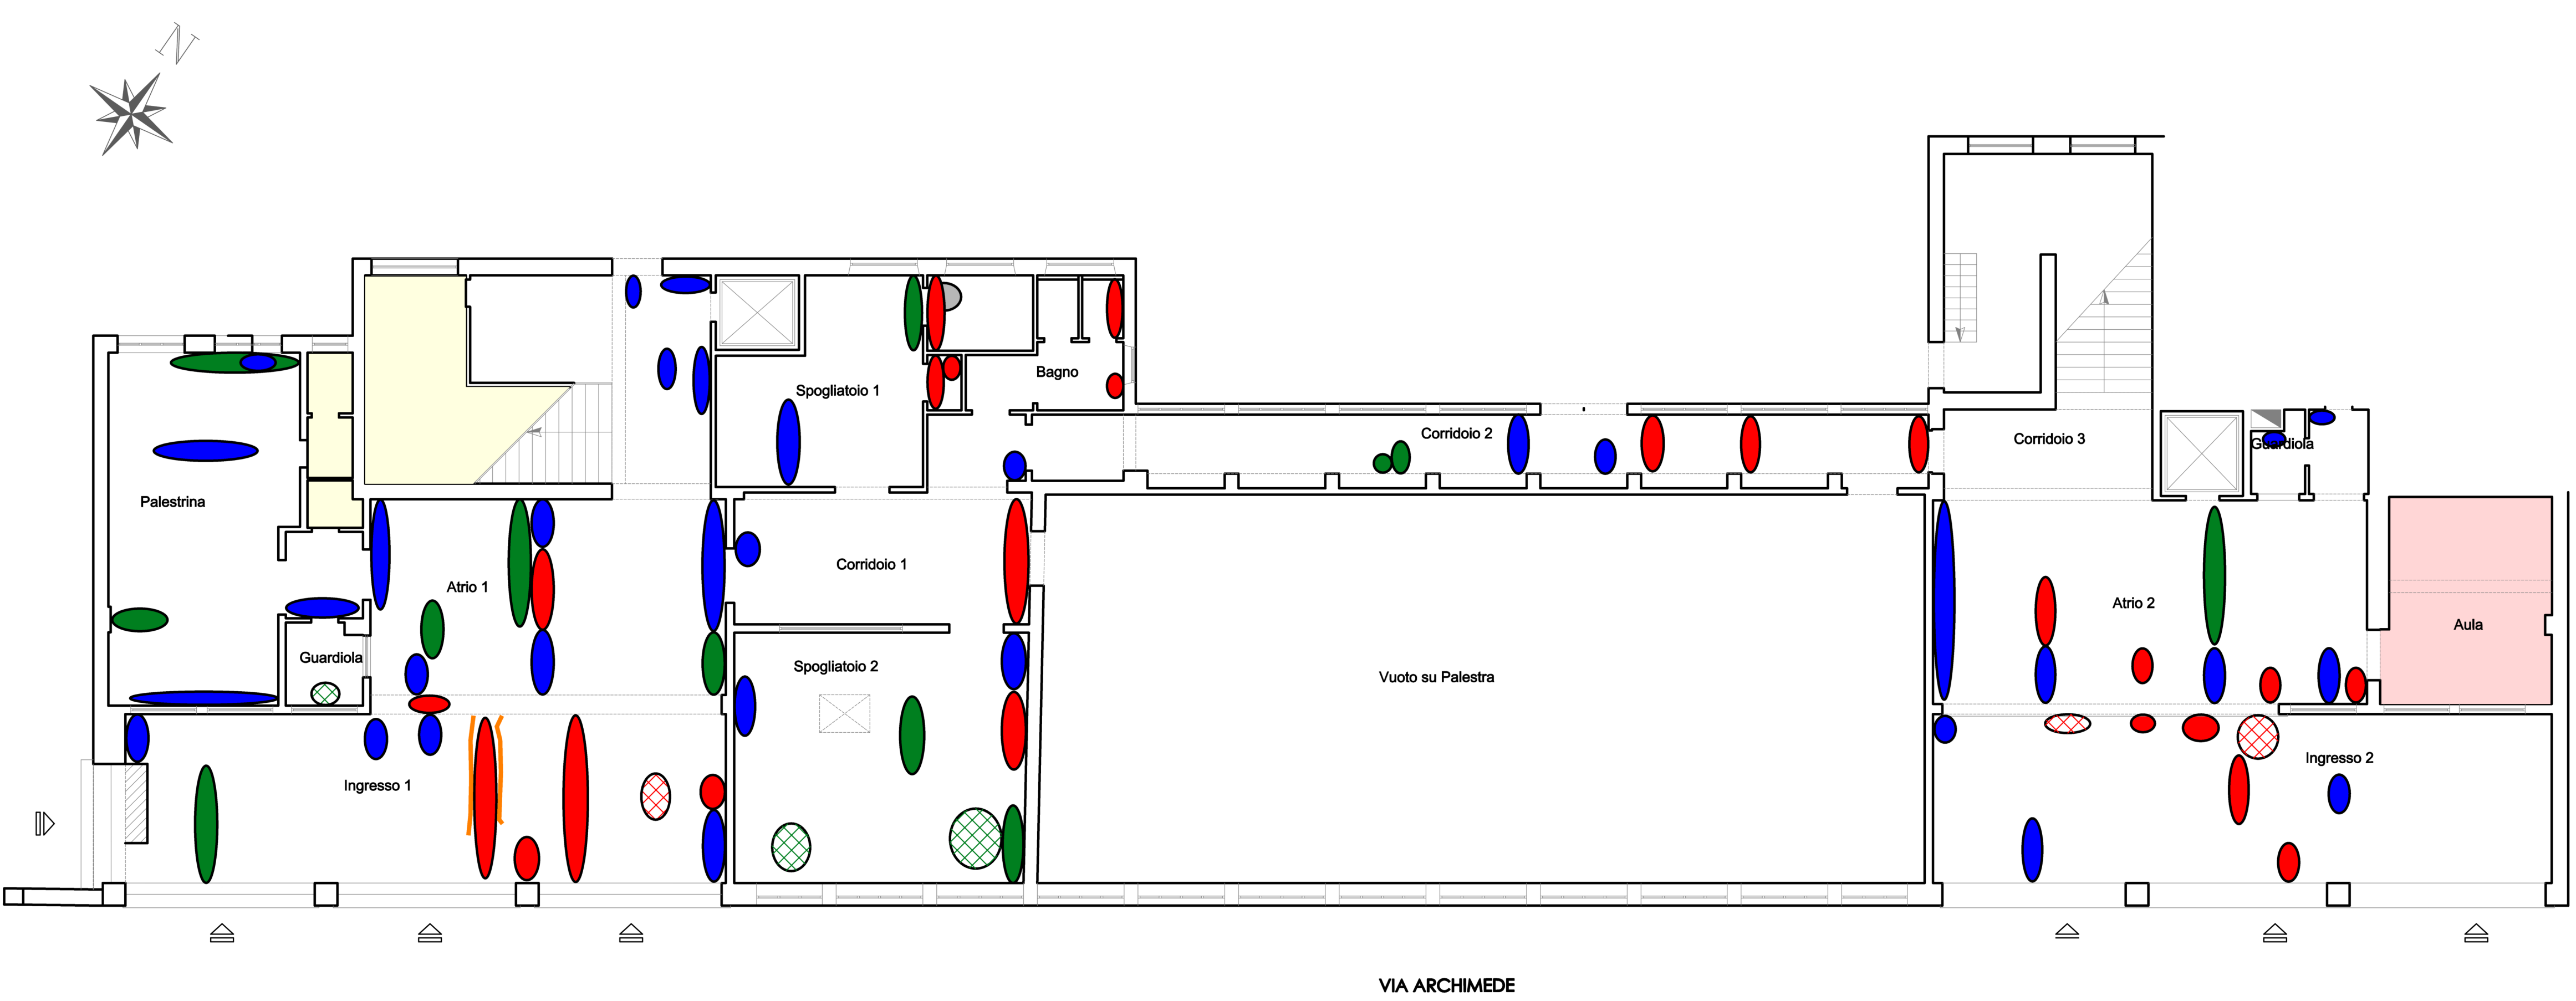 N
Spogliatoio 1
Bagno
Corridoio 2
Corridoio 3
Guardiola
Palestrina
Atrio 1
Corridoio 1
Atrio 2
Aula
Guardiola
Spogliatoio 2
Vuoto su Palestra
Ingresso 1
Ingresso 2
VIA ARCHIMEDE